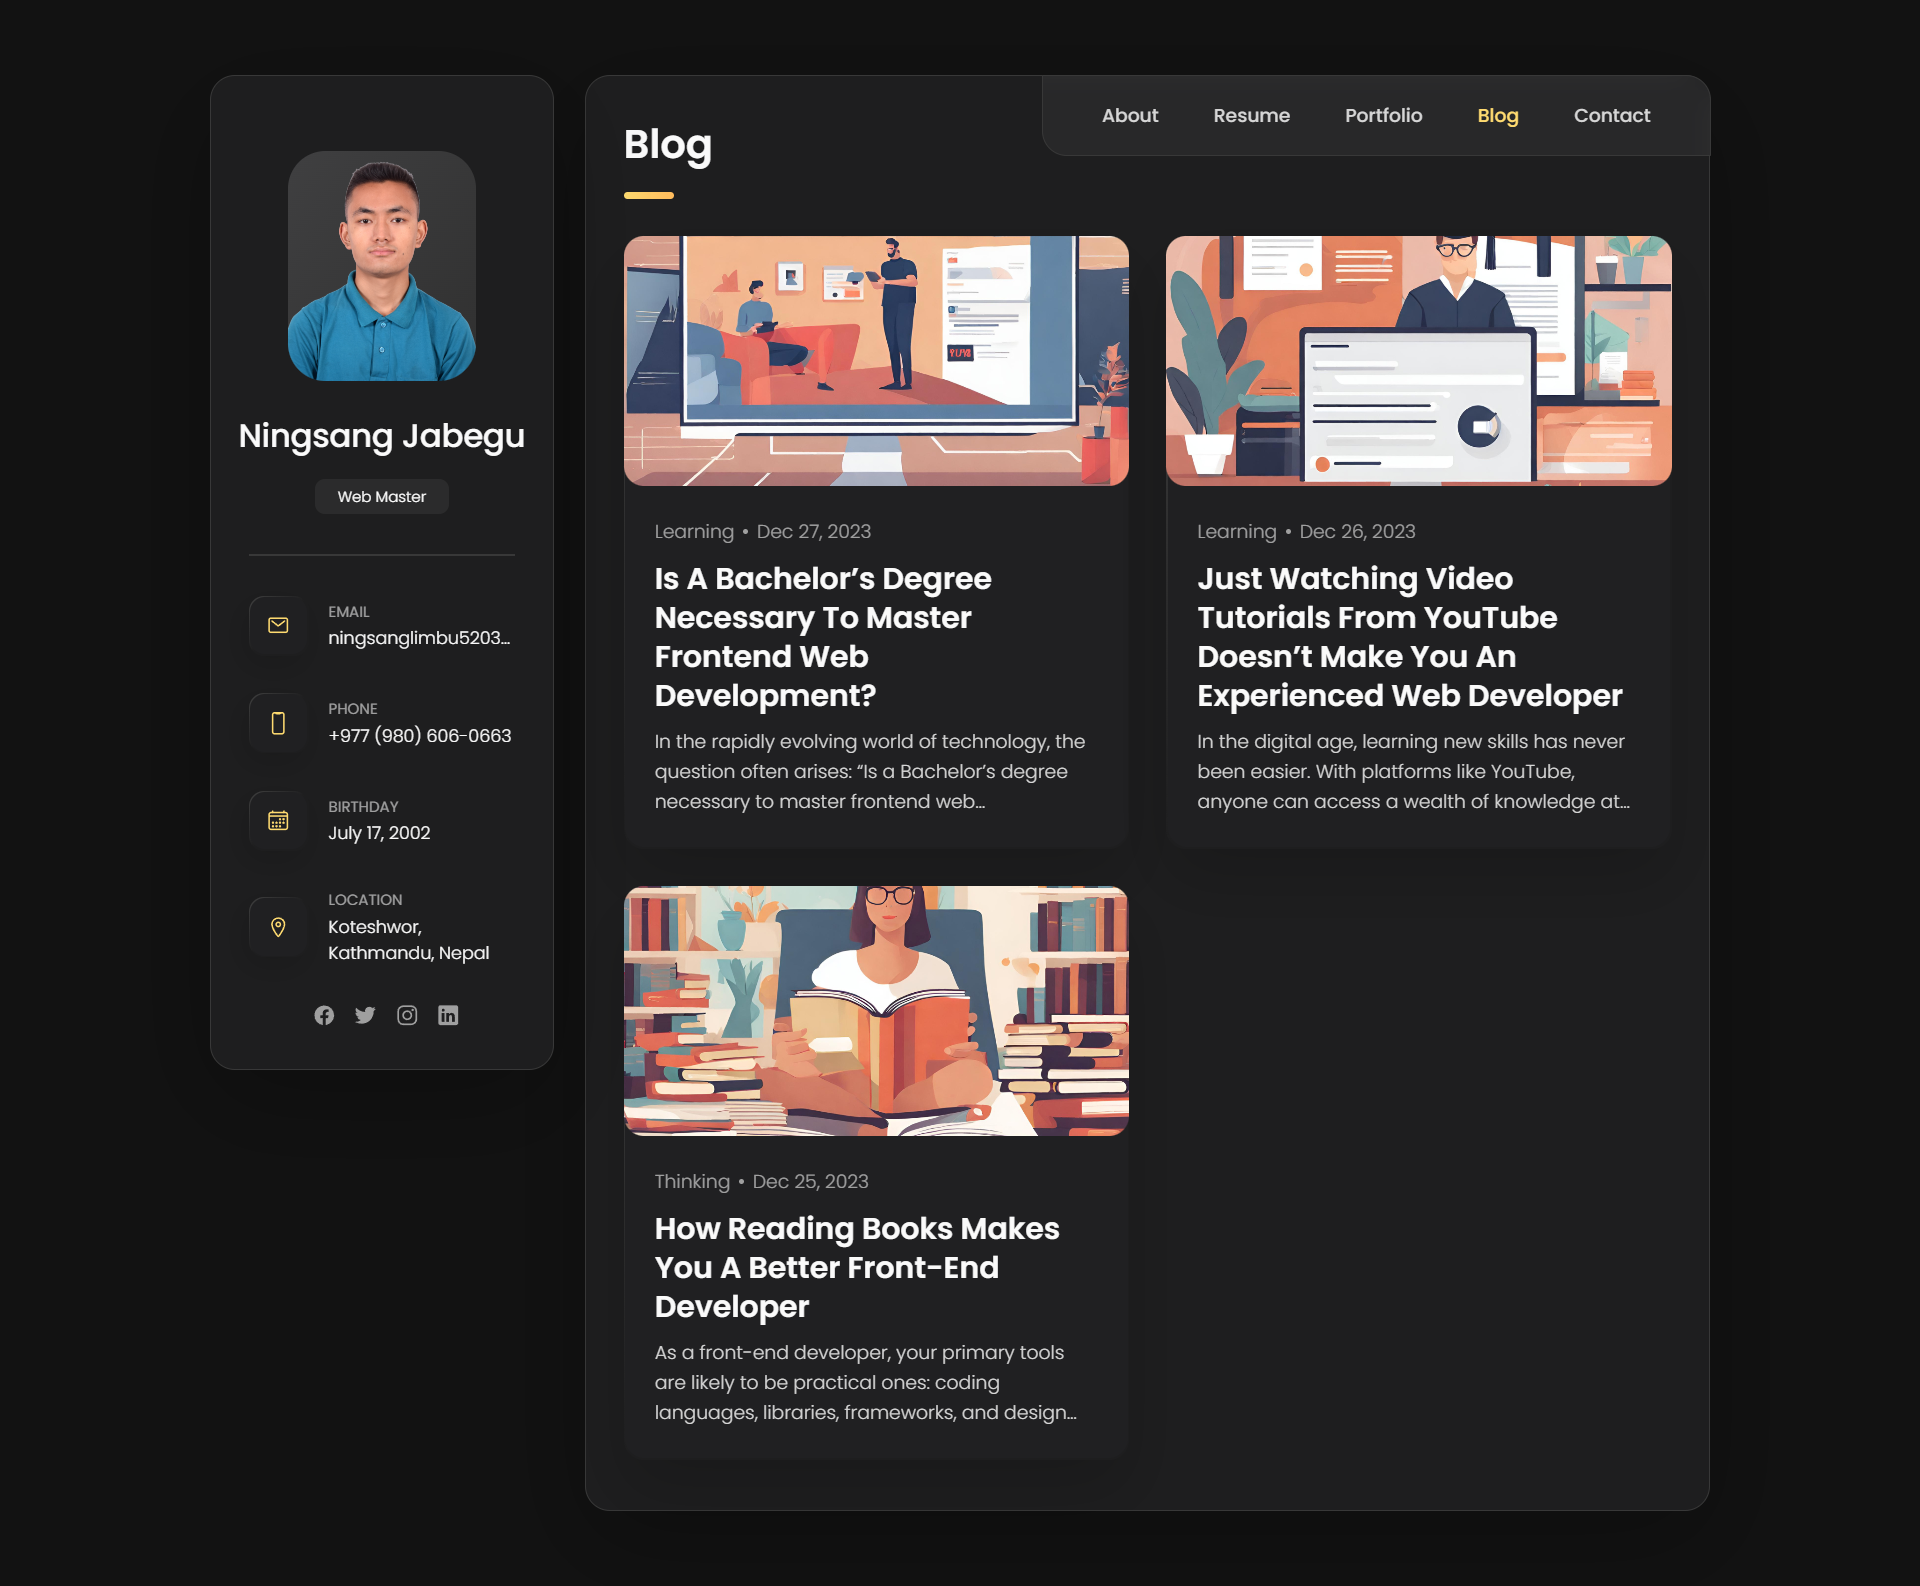 Ningsang Jabegu
Web Master
EMAIL
ningsanglimbu5203...
PHONE
+977 (980) 606-0663
BIRTHDAY
July 17, 2002
LOCATION
Koteshwor,
Kathmandu, Nepal
About Resume Portfolio Blog Contact
Blog
Learning • Dec 27, 2023
Is A Bachelor’s Degree
Necessary To Master
Frontend Web
Development?
In the rapidly evolving world of technology, the
question often arises: “Is a Bachelor’s degree
necessary to master frontend web...
Learning • Dec 26, 2023
Just Watching Video
Tutorials From YouTube
Doesn’t Make You An
Experienced Web Developer
In the digital age, learning new skills has never
been easier. With platforms like YouTube,
anyone can access a wealth of knowledge at...
Thinking • Dec 25, 2023
How Reading Books Makes
You A Better Front-End
Developer
As a front-end developer, your primary tools
are likely to be practical ones: coding
languages, libraries, frameworks, and design...